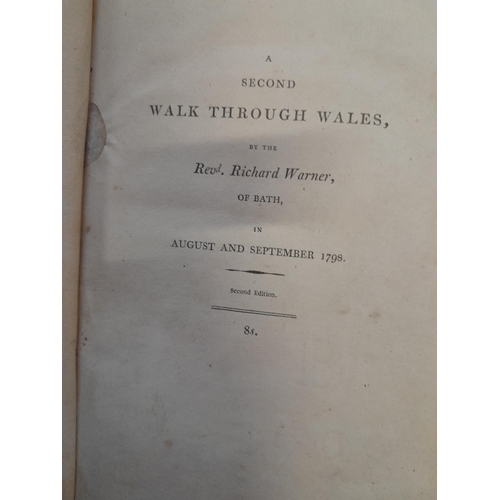 A
SECOND
WALK THROUGH WALES,
BY THE
Revd. Richard Warner,
OF BATH,
IN
AUGUST AND SEPTEMBER 1798.
Second Edition.
8s.